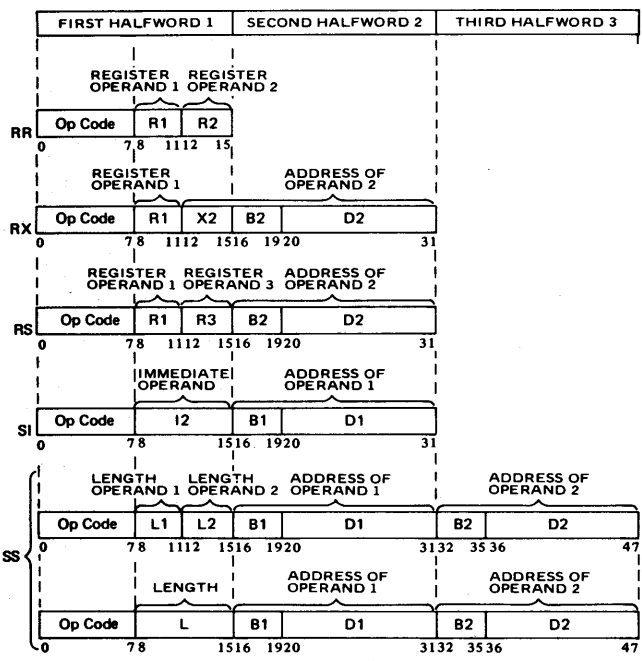 FIRST HALFWORD 1 SECOND HALFWORD 2 THIRD HALFWORD 3
REGISTER REGISTER
OPERAND 1 OPERAND 2
RR Op Code R1 R2
0 7 8 11 12 15
REGISTER ADDRESS OF
OPERAND 1 OPERAND 2
RX Op Code R1 X2 B2 D2
0 7 8 11 12 15 16 19 20 31
REGISTER REGISTER ADDRESS OF
OPERAND 1 OPERAND 3 OPERAND 2
RS Op Code R1 R3 B2 D2
0 7 8 11 12 15 16 19 20 31
IMMEDIATE ADDRESS OF
OPERAND OPERAND 1
SI Op Code I2 B1 D1
0 7 8 15 16 19 20 31
LENGTH LENGTH ADDRESS OF ADDRESS OF
OPERAND 1 OPERAND 2 OPERAND 1 OPERAND 2
Op Code L1 L2 B1 D1 B2 D2
0 7 8 11 12 15 16 19 20 31 32 35 36 47
SS
ADDRESS OF ADDRESS OF
LENGTH OPERAND 1 OPERAND 2
Op Code L B1 D1 B2 D2
0 7 8 15 16 19 20 31 32 35 36 47